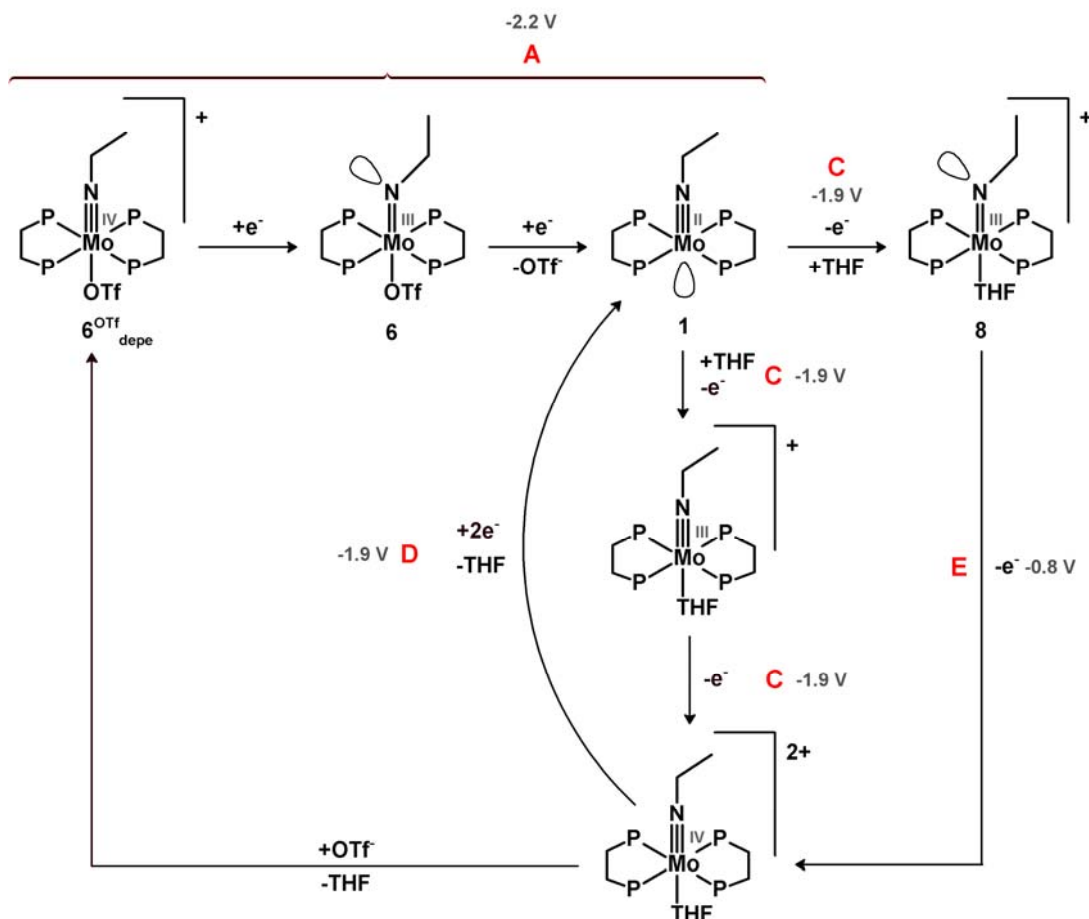 -2.2 V
A
+
N
P IV P
Mo
P P
OTf
6OTf depe
+e-
N
P III P
Mo
P P
OTf
6
+e-
-OTf-
N
P II P
Mo
P P
1
C
-1.9 V
-e-
+THF
+
N
P III P
Mo
P P
THF
8
+THF
-e-
C -1.9 V
+
N
P III P
Mo
P P
THF
-1.9 V D
+2e-
-THF
E -e- -0.8 V
-e- C -1.9 V
2+
N
P IV P
Mo
P P
THF
+OTf-
-THF